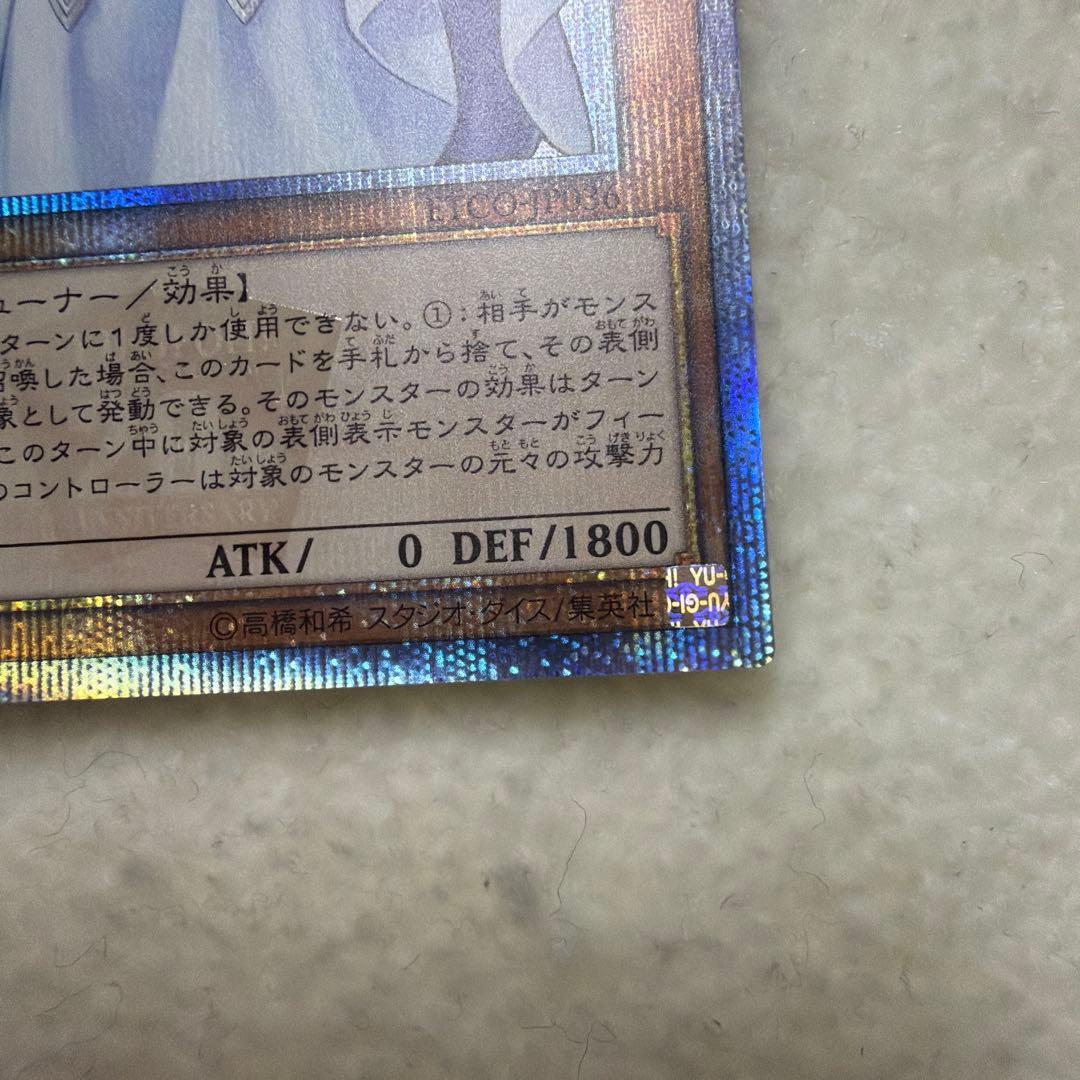 JP036
ューナー／効果】
ターンに1度しか使用できない。①：相手がモンス
喚した場合、このカードを手札から捨て、その表側
象として発動できる。そのモンスターの効果はターン
このターン中に対象の表側表示モンスターがフィー
のコントローラーは対象のモンスターの元々の攻撃力
ATK/ 0 DEF/1800
©高橋和希 スタジオ・ダイス/集英社
H! YU-
YU-GI-